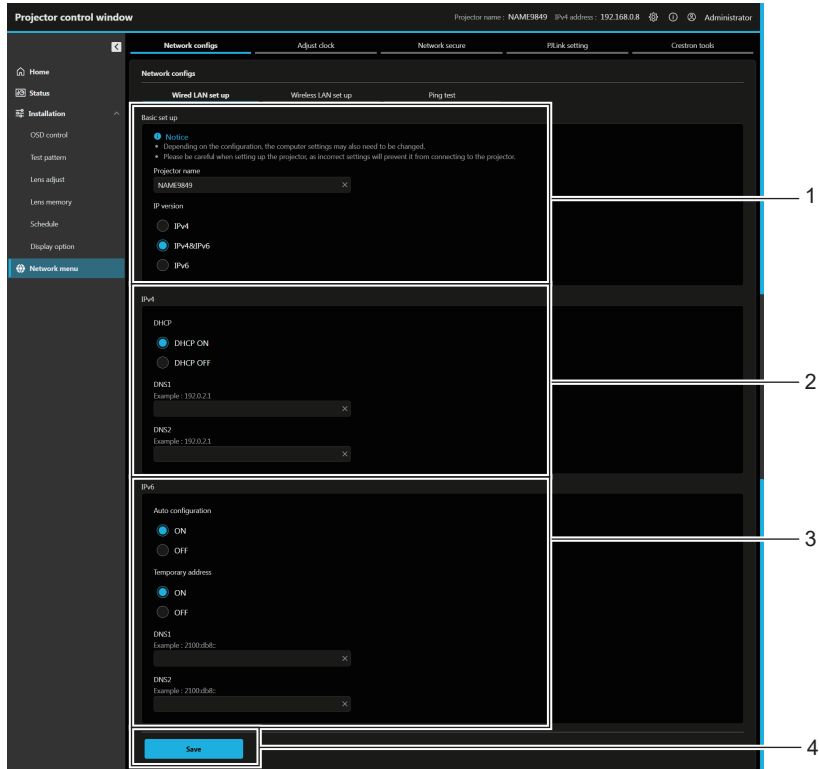 Projector control window
Projector name : NAME9849 IPv4 address : 192.168.0.8 Administrator
Network configs Adjust clock Network secure PJLink setting Crestron tools
Home
Status
Installation
OSD control
Test pattern
Lens adjust
Lens memory
Schedule
Display option
Network menu
Network configs
Wired LAN set up Wireless LAN set up Ping test
Basic set up
Notice
• Depending on the configuration, the computer settings may also need to be changed.
• Please be careful when setting up the projector, as incorrect settings will prevent it from connecting to the projector.
Projector name
NAME9849
IP version
IPv4
IPv4&IPv6
IPv6
1
IPv4
DHCP
DHCP ON
DHCP OFF
DNS1
Example : 192.0.2.1
DNS2
Example : 192.0.2.1
2
IPv6
Auto configuration
ON
OFF
Temporary address
ON
OFF
DNS1
Example : 2100:db8::
DNS2
Example : 2100:db8::
3
Save
4